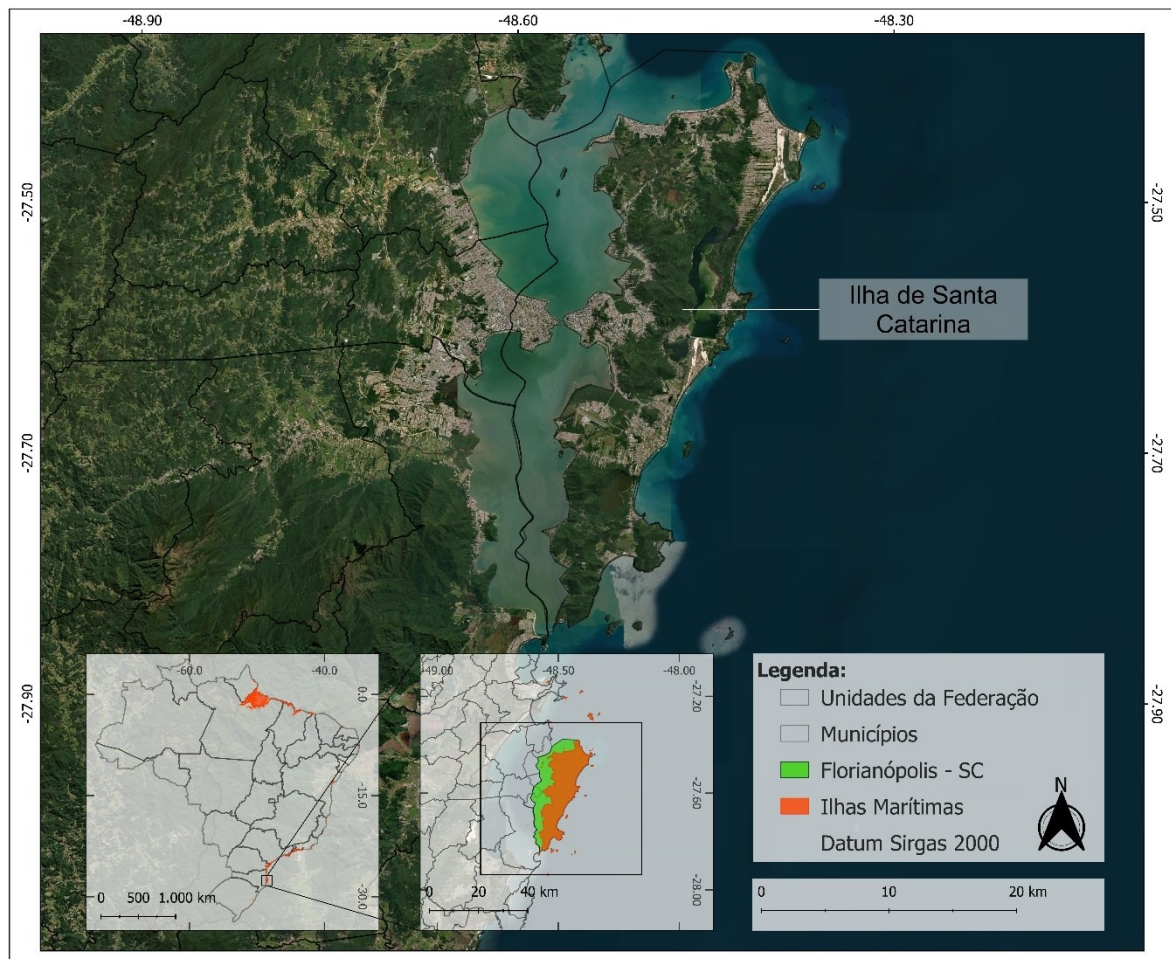 -48.90
-48.60
-48.30
-27.50
-27.50
Ilha de Santa
Catarina
-27.70
-27.70
-27.90
-27.90
-60.0
-40.0
0.0
-15.0
-30.0
0 500 1.000 km
-49.00
-48.50
-48.00
-27.20
-27.60
-28.00
0 20 40 km
Legenda:
Unidades da Federação
Municípios
Florianópolis - SC
Ilhas Marítimas
Datum Sirgas 2000
N
0 10 20 km